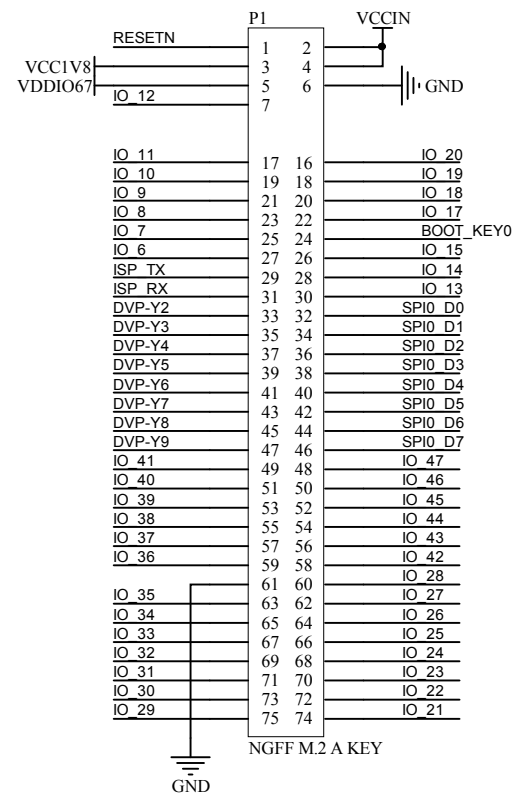 P1 VCCIN
RESETN 1 2
VCC1V8 3 4
VDDIO67 5 6 GND
IO_12 7
IO_11 17 16 IO_20
IO_10 19 18 IO_19
IO_9 21 20 IO_18
IO_8 23 22 IO_17
IO_7 25 24 BOOT_KEY0
IO_6 27 26 IO_15
ISP_TX 29 28 IO_14
ISP_RX 31 30 IO_13
DVP-Y2 33 32 SPI0_D0
DVP-Y3 35 34 SPI0_D1
DVP-Y4 37 36 SPI0_D2
DVP-Y5 39 38 SPI0_D3
DVP-Y6 41 40 SPI0_D4
DVP-Y7 43 42 SPI0_D5
DVP-Y8 45 44 SPI0_D6
DVP-Y9 47 46 SPI0_D7
IO_41 49 48 IO_47
IO_40 51 50 IO_46
IO_39 53 52 IO_45
IO_38 55 54 IO_44
IO_37 57 56 IO_43
IO_36 59 58 IO_42
61 60 IO_28
IO_35 63 62 IO_27
IO_34 65 64 IO_26
IO_33 67 66 IO_25
IO_32 69 68 IO_24
IO_31 71 70 IO_23
IO_30 73 72 IO_22
IO_29 75 74 IO_21
NGFF M.2 A KEY
GND